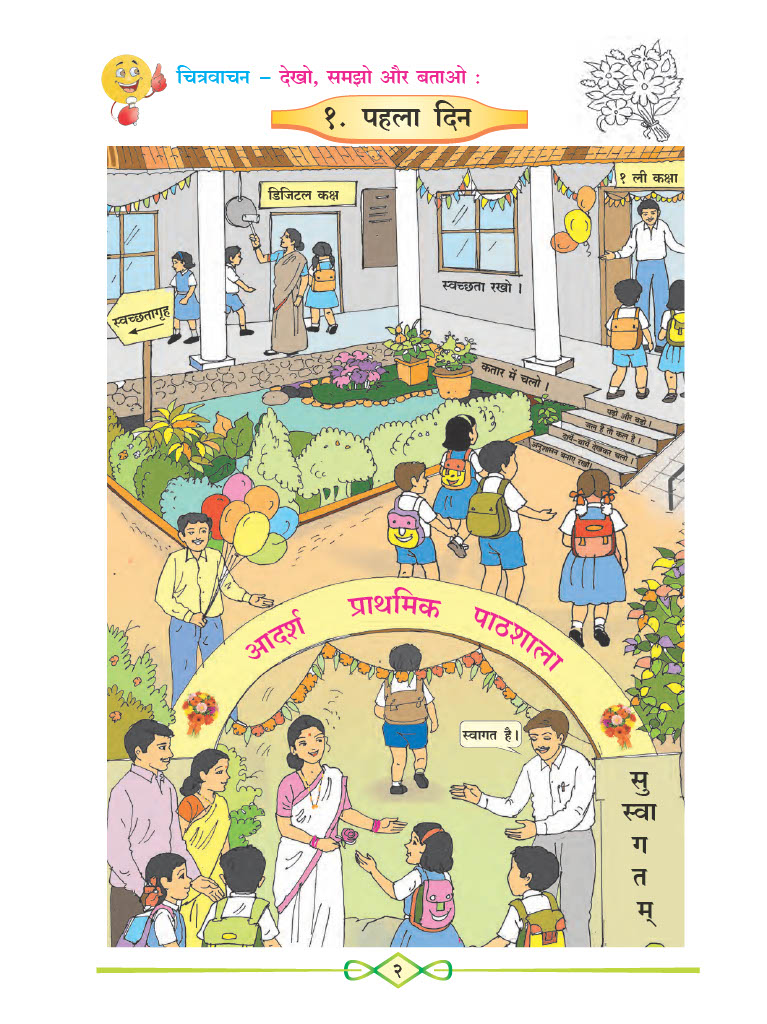 चित्रवाचन – देखो, समझो और बताओ :
१. पहला दिन
डिजिटल कक्ष
१ ली कक्षा
स्वच्छता रखो ।
स्वच्छतागृह
कतार में चलो ।
पढ़ो और बढ़ो ।
जल है तो कल है ।
दायें-बायें देखकर चलो ।
अनुशासन बनाए रखो ।
आदर्श प्राथमिक पाठशाला
स्वागत है ।
सु
स्वा
ग
त
म्
२